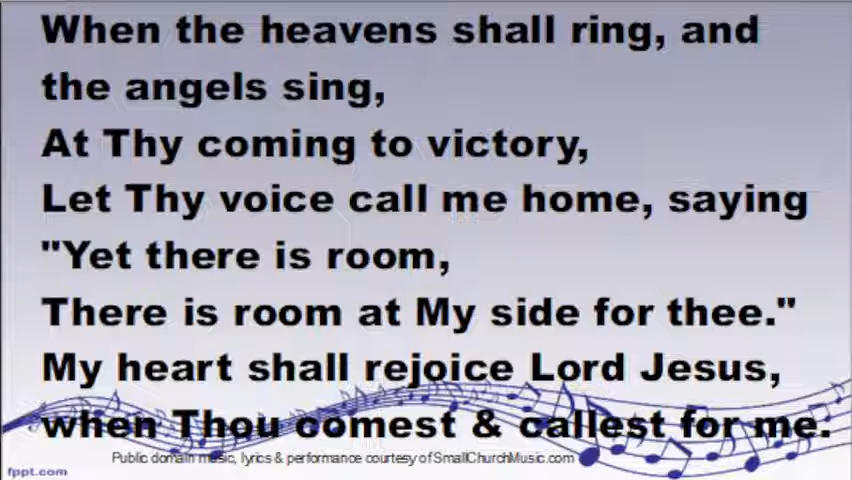 When the heavens shall ring, and
the angels sing,
At Thy coming to victory,
Let Thy voice call me home, saying
"Yet there is room,
There is room at My side for thee."
My heart shall rejoice Lord Jesus,
when Thou comest & callest for me.
Public domain music, lyrics & performance courtesy of SmallChurchMusic.com
fppt.com